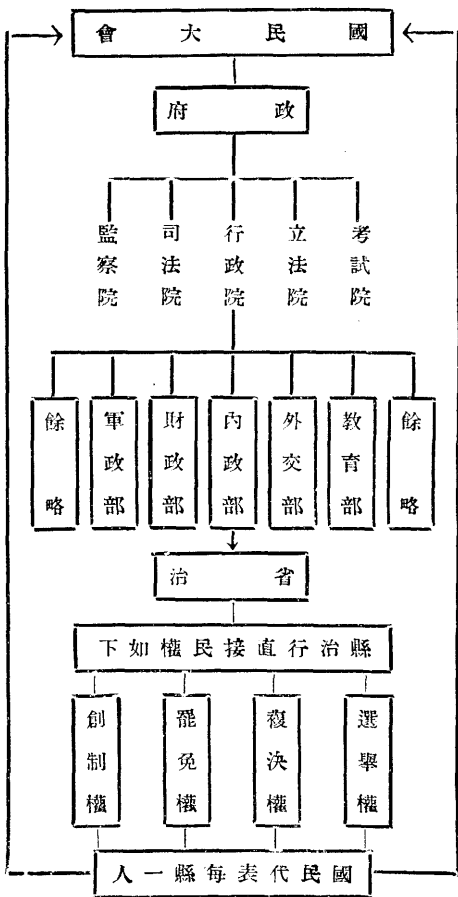 國民大會
政府
考試院
立法院
行政院
司法院
監察院
餘略
教育部
外交部
內政部
財政部
軍政部
餘略
省治
縣治行直接民權如下
選舉權
複決權
罷免權
創制權
國民代表每縣一人